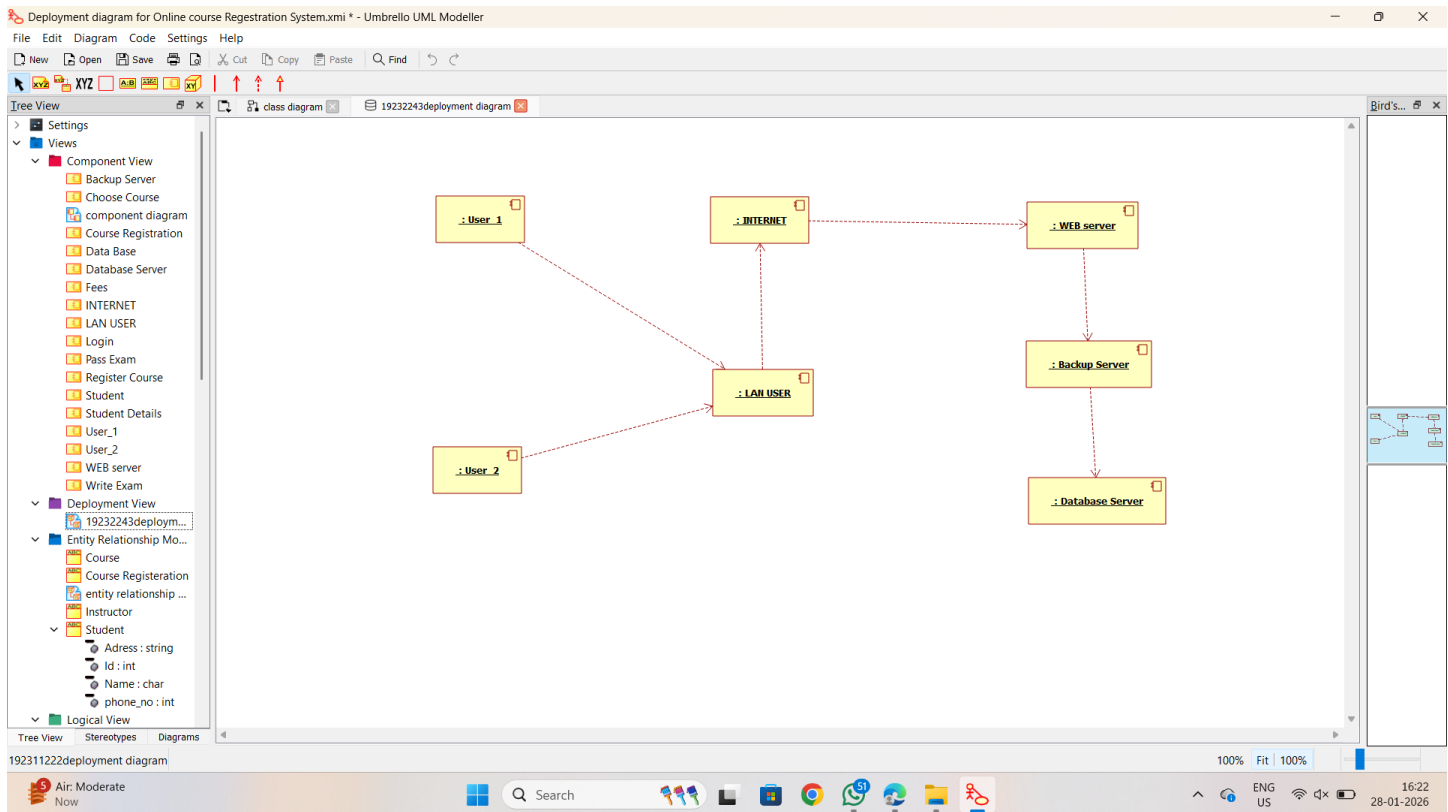 Deployment diagram for Online course Regestration System.xmi * - Umbrello UML Modeller
File Edit Diagram Code Settings Help
New Open Save Cut Copy Paste Find
XYZ XYZ A:B ABC XY
Tree View
class diagram
19232243deployment diagram
Bird's...
Settings
Views
Component View
Backup Server
Choose Course
component diagram
Course Registration
Data Base
Database Server
Fees
INTERNET
LAN USER
Login
Pass Exam
Register Course
Student
Student Details
User_1
User_2
WEB server
Write Exam
Deployment View
19232243deploym...
Entity Relationship Mo...
Course
Course Registeration
entity relationship ...
Instructor
Student
Adress : string
Id : int
Name : char
phone_no : int
Logical View
Tree View Stereotypes Diagrams
: User_1
: INTERNET
: WEB server
: Backup Server
: LAN USER
: User_2
: Database Server
192311222deployment diagram
100% Fit 100%
5
Air: Moderate
Now
Search
51
ENG
US
16:22
28-01-2026